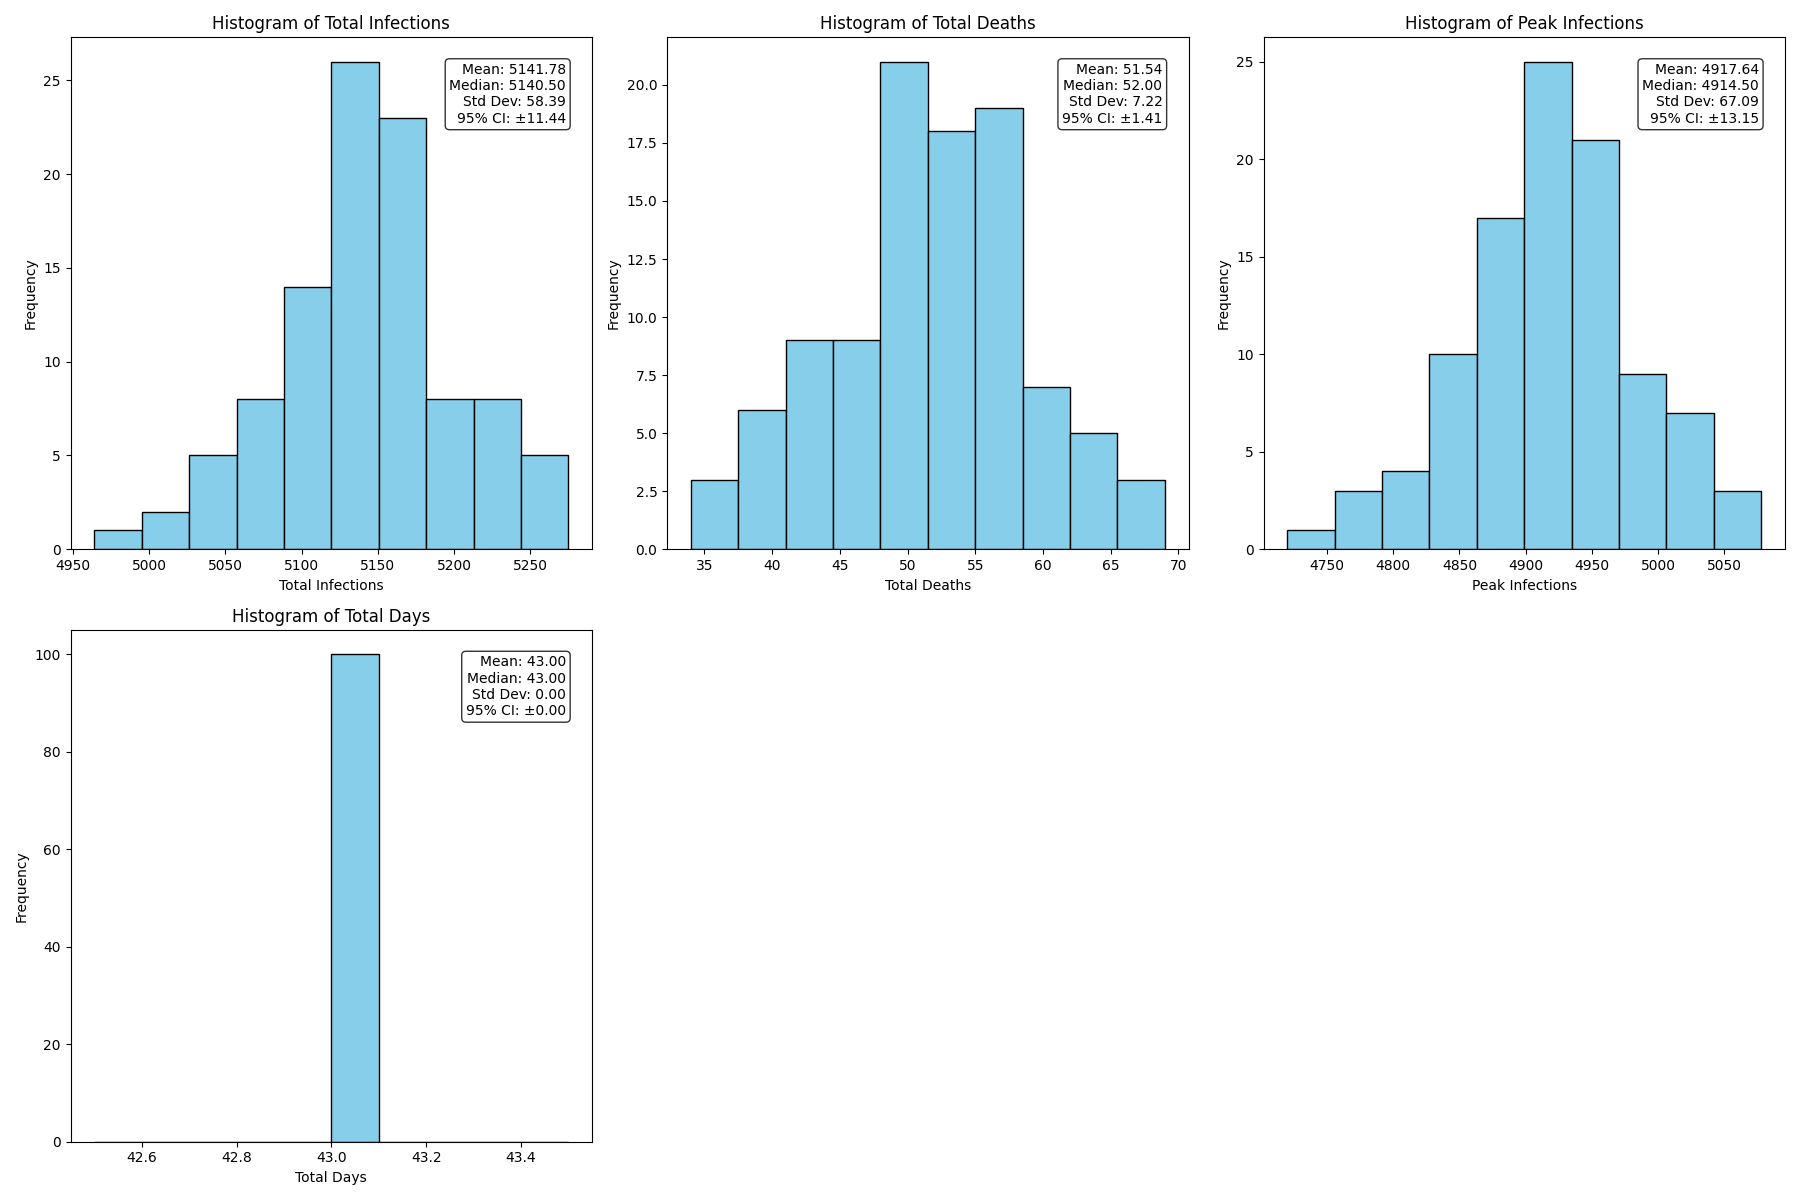 Histogram of Total Infections
Mean: 5141.78
Median: 5140.50
Std Dev: 58.39
95% CI: ±11.44
Frequency
25
20
15
10
5
0
4950 5000 5050 5100 5150 5200 5250
Total Infections
Histogram of Total Deaths
Mean: 51.54
Median: 52.00
Std Dev: 7.22
95% CI: ±1.41
Frequency
20.0
17.5
15.0
12.5
10.0
7.5
5.0
2.5
0.0
35 40 45 50 55 60 65 70
Total Deaths
Histogram of Peak Infections
Mean: 4917.64
Median: 4914.50
Std Dev: 67.09
95% CI: ±13.15
Frequency
25
20
15
10
5
0
4750 4800 4850 4900 4950 5000 5050
Peak Infections
Histogram of Total Days
Mean: 43.00
Median: 43.00
Std Dev: 0.00
95% CI: ±0.00
Frequency
100
80
60
40
20
0
42.6 42.8 43.0 43.2 43.4
Total Days